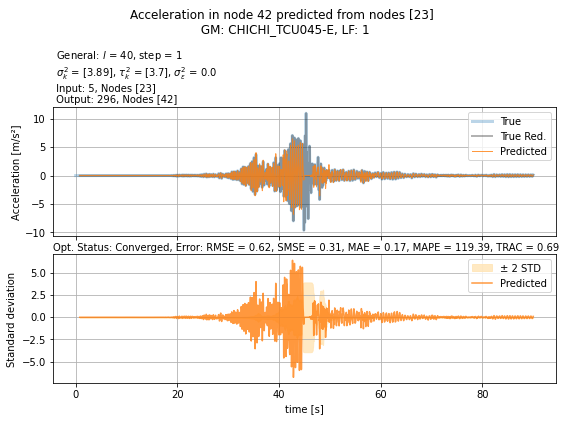 Acceleration in node 42 predicted from nodes [23]
GM: CHICHI_TCU045-E, LF: 1
General: l = 40, step = 1
σ²ₖ = [3.89], τ²ₖ = [3.7], σ²ε = 0.0
Input: 5, Nodes [23]
Output: 296, Nodes [42]
Acceleration [m/s²]
10
5
0
−5
−10
True
True Red.
Predicted
Opt. Status: Converged, Error: RMSE = 0.62, SMSE = 0.31, MAE = 0.17, MAPE = 119.39, TRAC = 0.69
Standard deviation
5.0
2.5
0.0
−2.5
−5.0
± 2 STD
Predicted
0 20 40 60 80
time [s]